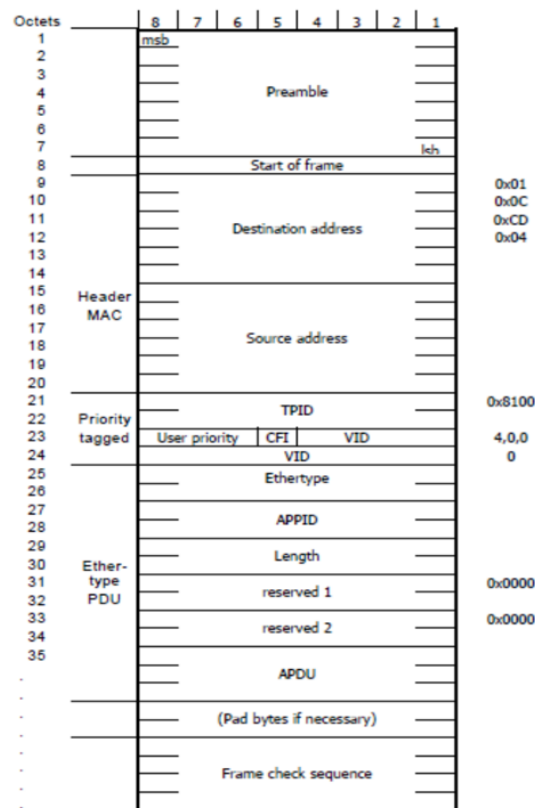 Octets 8 7 6 5 4 3 2 1
1 msb
2
3
4 Preamble
5
6
7 lsb
8 Start of frame
9 0x01
10 0x0C
11 Destination address 0xCD
12 0x04
13
14
15
16 Header
17 MAC
18 Source address
19
20
21 TPID 0x8100
22 Priority
23 tagged User priority CFI VID 4,0,0
24 VID 0
25 Ethertype
26
27 APPID
28
29 Length
30 Ether-
31 type reserved 1 0x0000
32 PDU
33 reserved 2 0x0000
34
35
APDU
(Pad bytes if necessary)
Frame check sequence